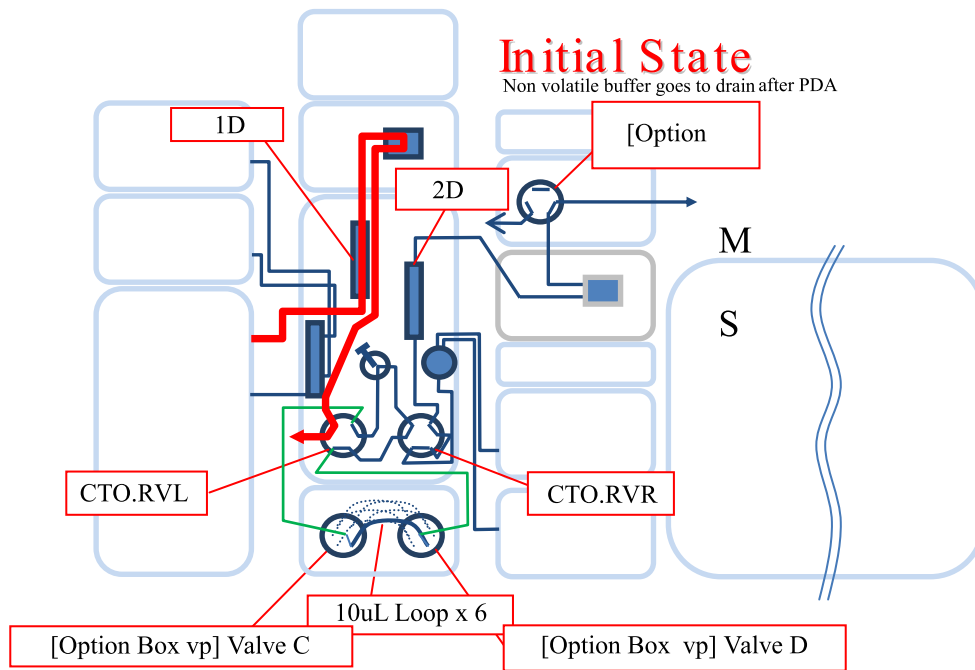 Initial State
Non volatile buffer goes to drain after PDA
1D
[Option
2D
M
S
CTO.RVL
CTO.RVR
10uL Loop x 6
[Option Box vp] Valve C
[Option Box vp] Valve D